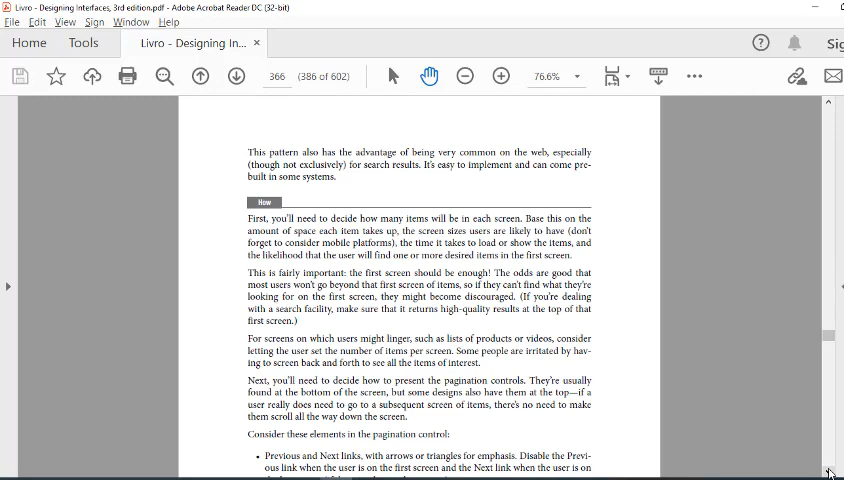 Livro - Designing Interfaces, 3rd edition.pdf - Adobe Acrobat Reader DC (32-bit)
File Edit View Sign Window Help
Home Tools Livro - Designing In... × Sig
366 (386 of 602) 76.6%
This pattern also has the advantage of being very common on the web, especially
(though not exclusively) for search results. It's easy to implement and can come pre-
built in some systems.
How
First, you'll need to decide how many items will be in each screen. Base this on the
amount of space each item takes up, the screen sizes users are likely to have (don't
forget to consider mobile platforms), the time it takes to load or show the items, and
the likelihood that the user will find one or more desired items in the first screen.
This is fairly important: the first screen should be enough! The odds are good that
most users won't go beyond that first screen of items, so if they can't find what they're
looking for on the first screen, they might become discouraged. (If you're dealing
with a search facility, make sure that it returns high-quality results at the top of that
first screen.)
For screens on which users might linger, such as lists of products or videos, consider
letting the user set the number of items per screen. Some people are irritated by hav-
ing to screen back and forth to see all the items of interest.
Next, you'll need to decide how to present the pagination controls. They're usually
found at the bottom of the screen, but some designs also have them at the top—if a
user really does need to go to a subsequent screen of items, there's no need to make
them scroll all the way down the screen.
Consider these elements in the pagination control:
• Previous and Next links, with arrows or triangles for emphasis. Disable the Previ-
ous link when the user is on the first screen and the Next link when the user is on